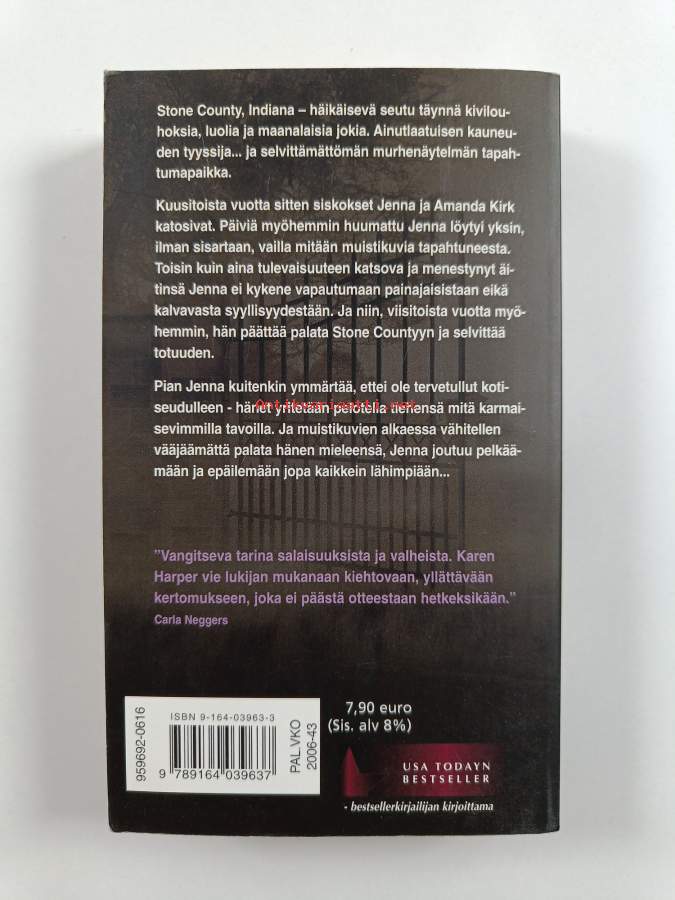 Stone County, Indiana – häikäisevä seutu täynnä kivilou-
hoksia, luolia ja maanalaisia jokia. Ainutlaatuisen kauneu-
den tyyssija... ja selvittämättömän murhenäytelmän tapah-
tumapaikka.
Kuusitoista vuotta sitten siskokset Jenna ja Amanda Kirk
katosivat. Päiviä myöhemmin huumattu Jenna löytyi yksin,
ilman sisartaan, vailla mitään muistikuvia tapahtuneesta.
Toisin kuin aina tulevaisuuteen katsova ja menestynyt äi-
tinsä Jenna ei kykene vapautumaan painajaisistaan eikä
kalvavasta syyllisyydestään. Ja niin, viisitoista vuotta myö-
hemmin, hän päättää palata Stone Countyyn ja selvittää
totuuden.
Pian Jenna kuitenkin ymmärtää, ettei ole tervetullut koti-
seudulleen - hänet yritetään pelotella tiehensä mitä karmai-
Antikvariaatti.net
sevimmilla tavoilla. Ja muistikuvien alkaessa vähitellen
vääjäämättä palata hänen mieleensä, Jenna joutuu pelkää-
mään ja epäilemään jopa kaikkein lähimpiään...
”Vangitseva tarina salaisuuksista ja valheista. Karen
Harper vie lukijan mukanaan kiehtovaan, yllättävään
kertomukseen, joka ei päästä otteestaan hetkeksikään.”
Carla Neggers
959692-0616
ISBN 9-164-03963-3
9 789164 039637
PAL.VKO
2006-43
7,90 euro
(Sis. alv 8%)
USA TODAYN
BESTSELLER
- bestsellerkirjailijan kirjoittama